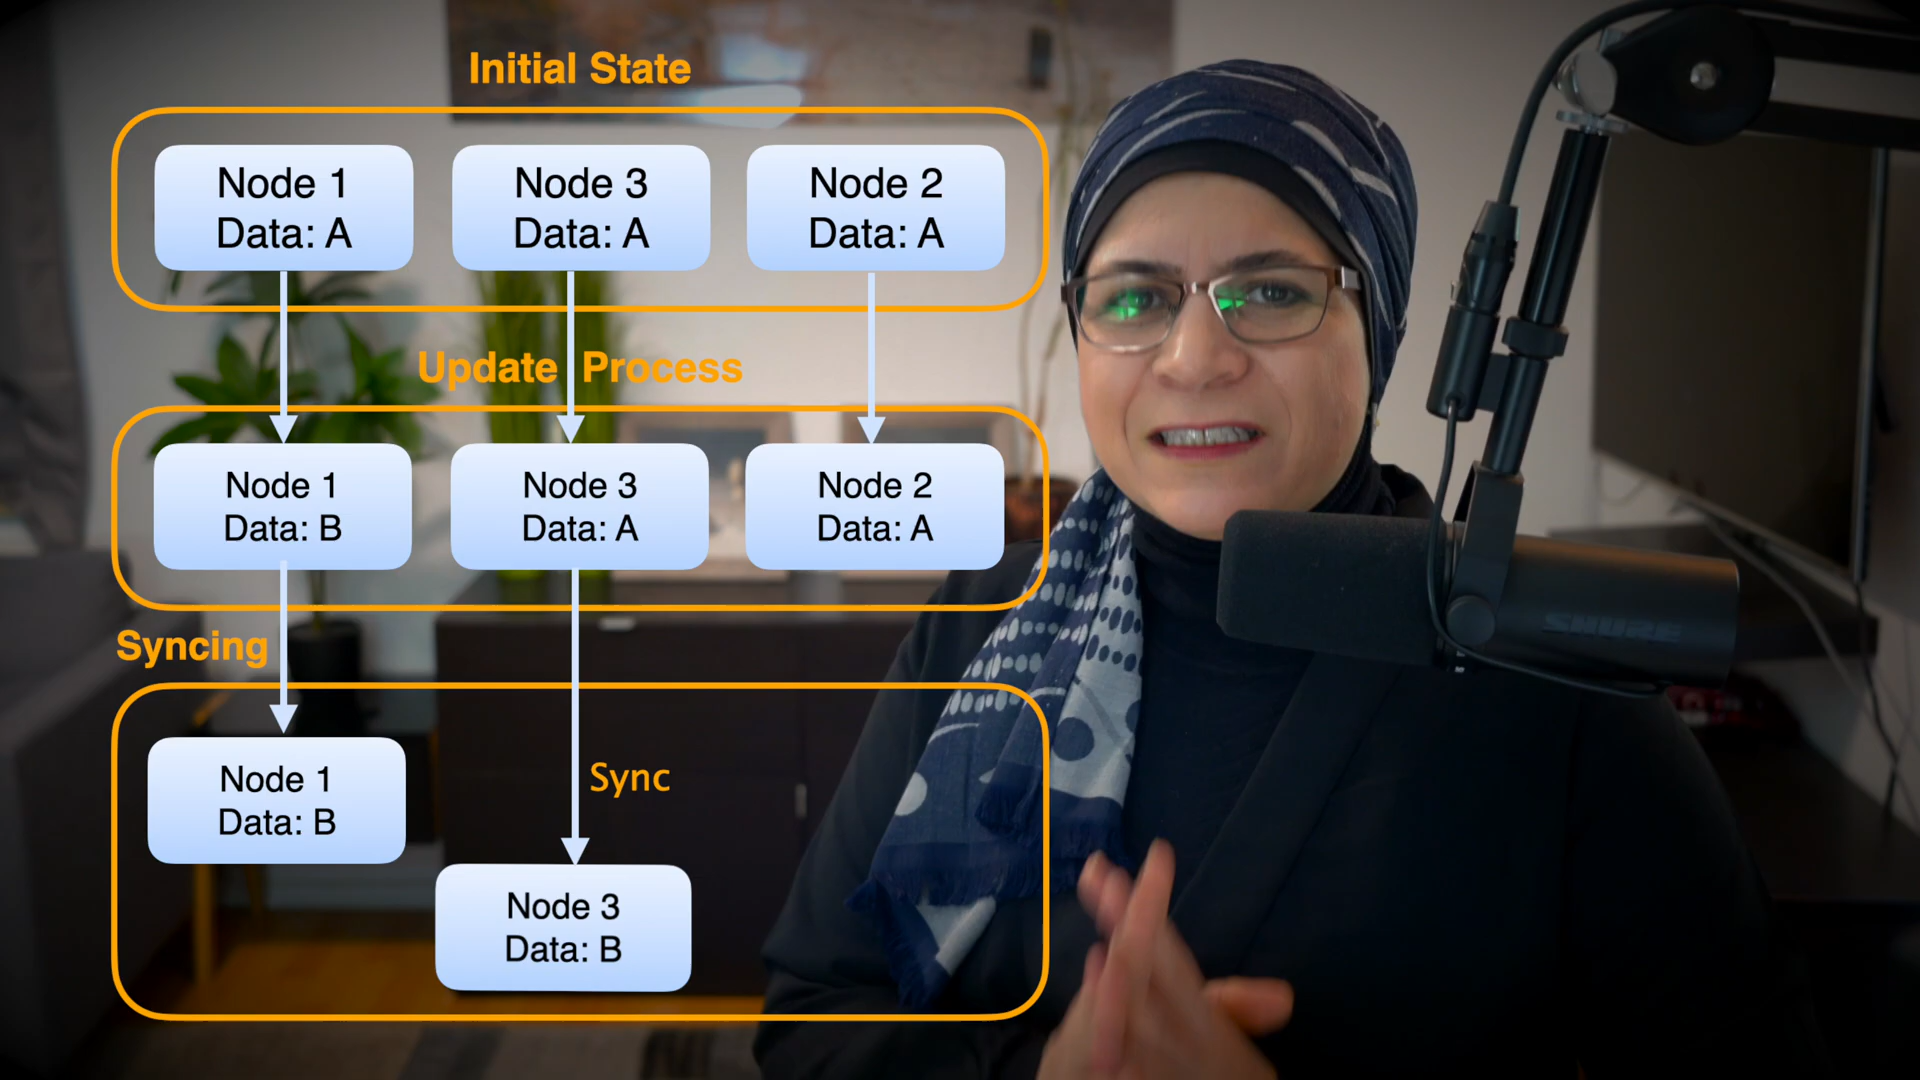 Initial State
Node 1
Data: A
Node 3
Data: A
Node 2
Data: A
Update Process
Node 1
Data: B
Node 3
Data: A
Node 2
Data: A
Syncing
Node 1
Data: B
Sync
Node 3
Data: B
SHURE